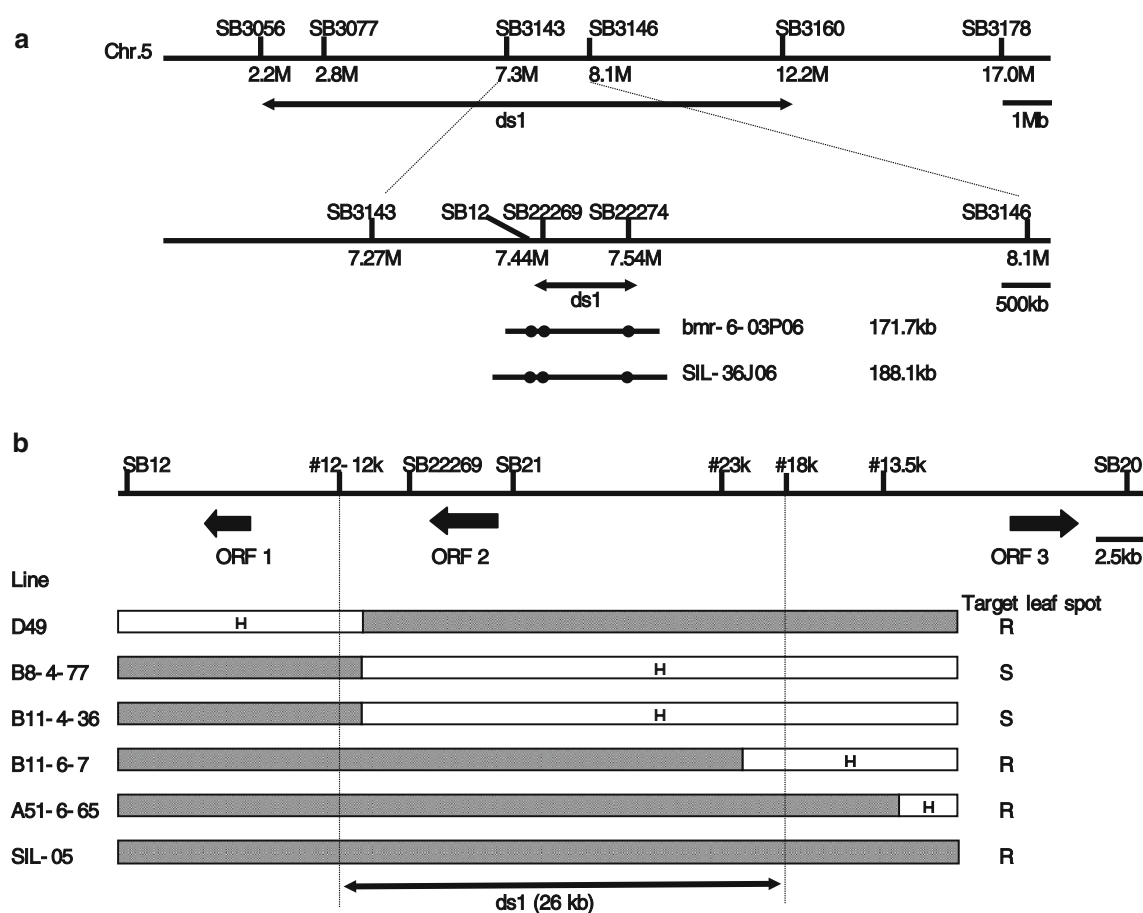 a
SB3056 SB3077 SB3143 SB3146 SB3160 SB3178
Chr.5
2.2M 2.8M 7.3M 8.1M 12.2M 17.0M
ds1 1Mb
SB3143 SB12 SB22269 SB22274 SB3146
7.27M 7.44M 7.54M 8.1M
ds1 500kb
bmr-6-03P06 171.7kb
SIL-36J06 188.1kb
b
SB12 #12-12k SB22269 SB21 #23k #18k #13.5k SB20
ORF 1 ORF 2 ORF 3 2.5kb
Line
Target leaf spot
D49 H R
B8-4-77 H S
B11-4-36 H S
B11-6-7 H R
A51-6-65 H R
SIL-05 R
ds1 (26 kb)